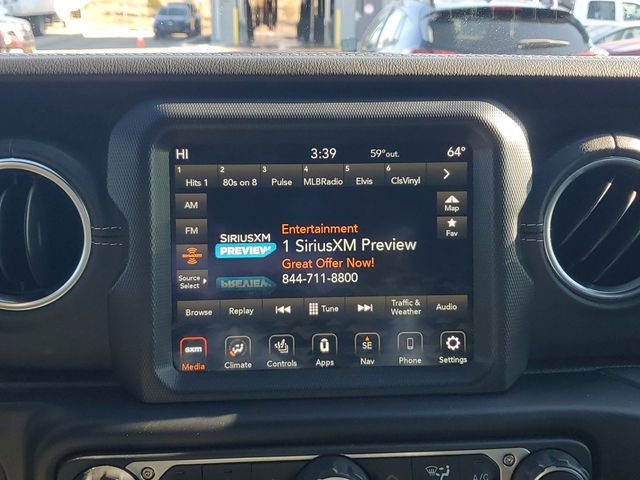 HI 3:39 59°out. 64°
1 2 3 4 5 6
Hits 1 80s on 8 Pulse MLBRadio Elvis ClsVinyl
AM
Map
FM
Fav
SIRIUSXM
PREVIEW
Entertainment
1 SiriusXM Preview
Great Offer Now!
844-711-8800
Source
Select
PREVIEW
Browse Replay Tune Traffic &
Weather Audio
sxm SE
Media Climate Controls Apps Nav Phone Settings
A/C